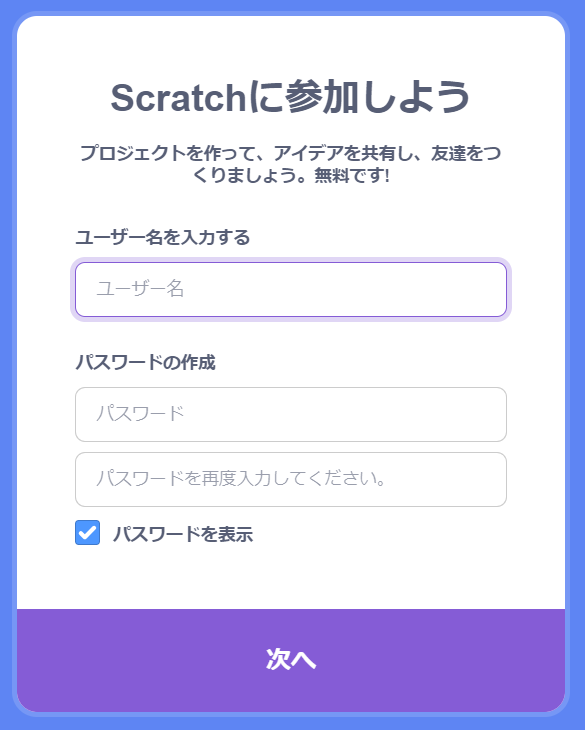 Scratchに参加しよう
プロジェクトを作って、アイデアを共有し、友達をつ
くりましょう。無料です!
ユーザー名を入力する
ユーザー名
パスワードの作成
パスワード
パスワードを再度入力してください。
パスワードを表示
次へ